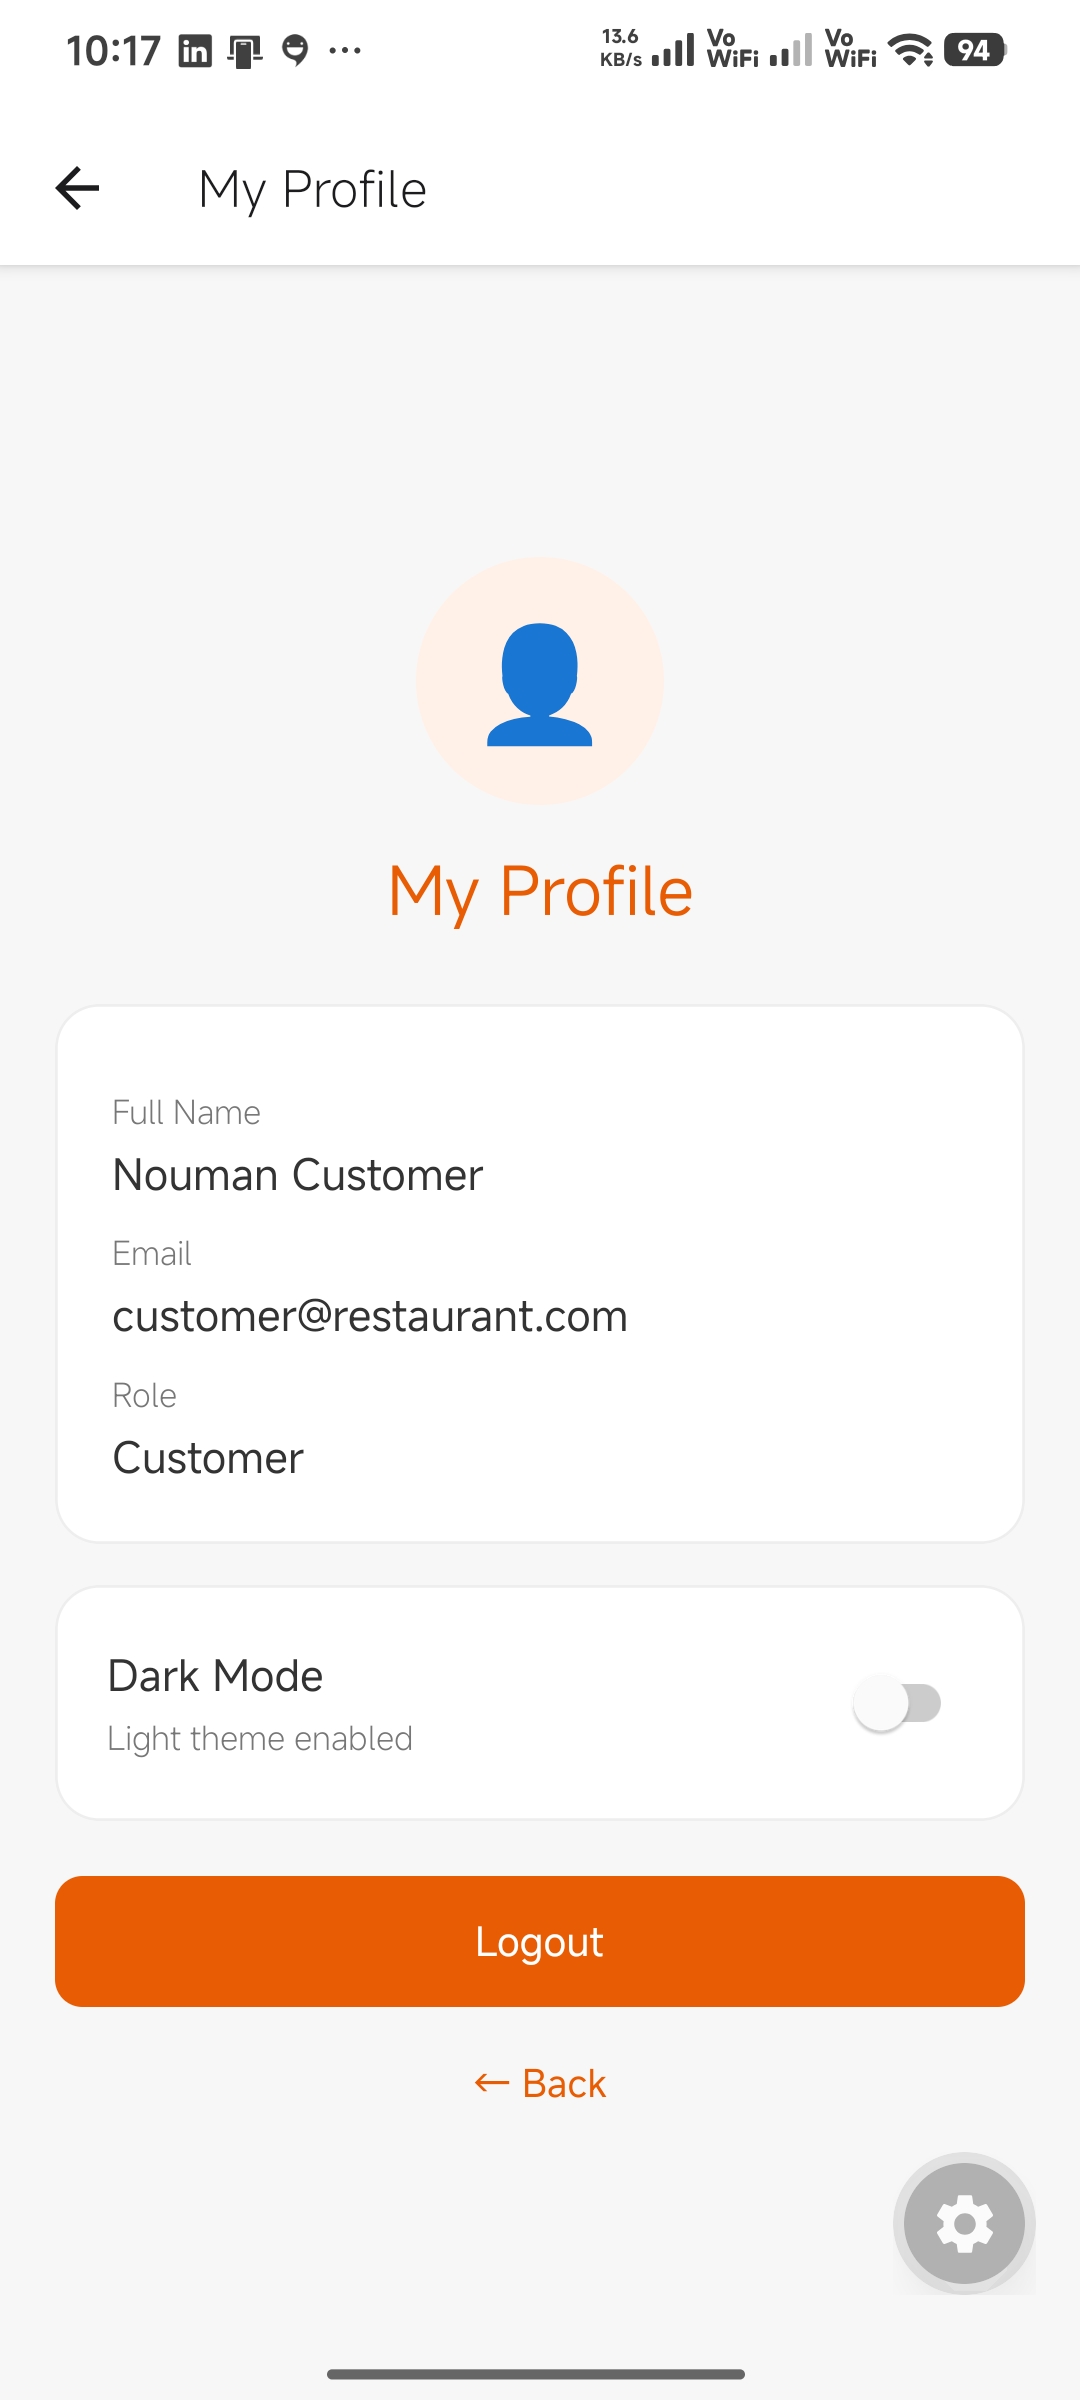 10:17
13.6
KB/s
Vo
WiFi
Vo
WiFi
94
My Profile
My Profile
Full Name
Nouman Customer
Email
customer@restaurant.com
Role
Customer
Dark Mode
Light theme enabled
Logout
← Back